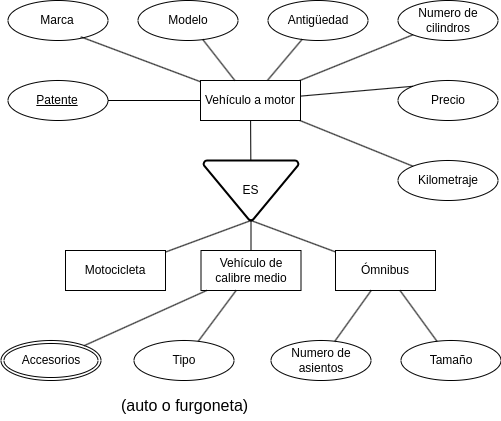 Marca
Modelo
Antigüedad
Numero de
cilindros
Patente
Vehículo a motor
Precio
ES
Kilometraje
Motocicleta
Vehículo de
calibre medio
Ómnibus
Accesorios
Tipo
Numero de
asientos
Tamaño
(auto o furgoneta)